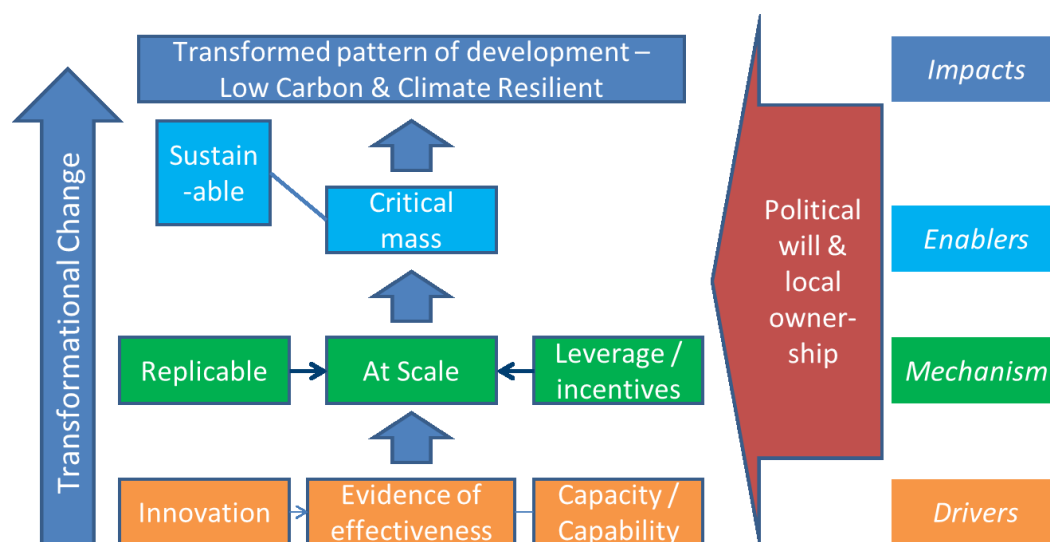 Transformed pattern of development –
Low Carbon & Climate Resilient
Impacts
Transformational Change
Sustain
-able
Critical
mass
Political
will &
local
owner-
ship
Enablers
Replicable
At Scale
Leverage /
incentives
Mechanism
Innovation
Evidence of
effectiveness
Capacity /
Capability
Drivers